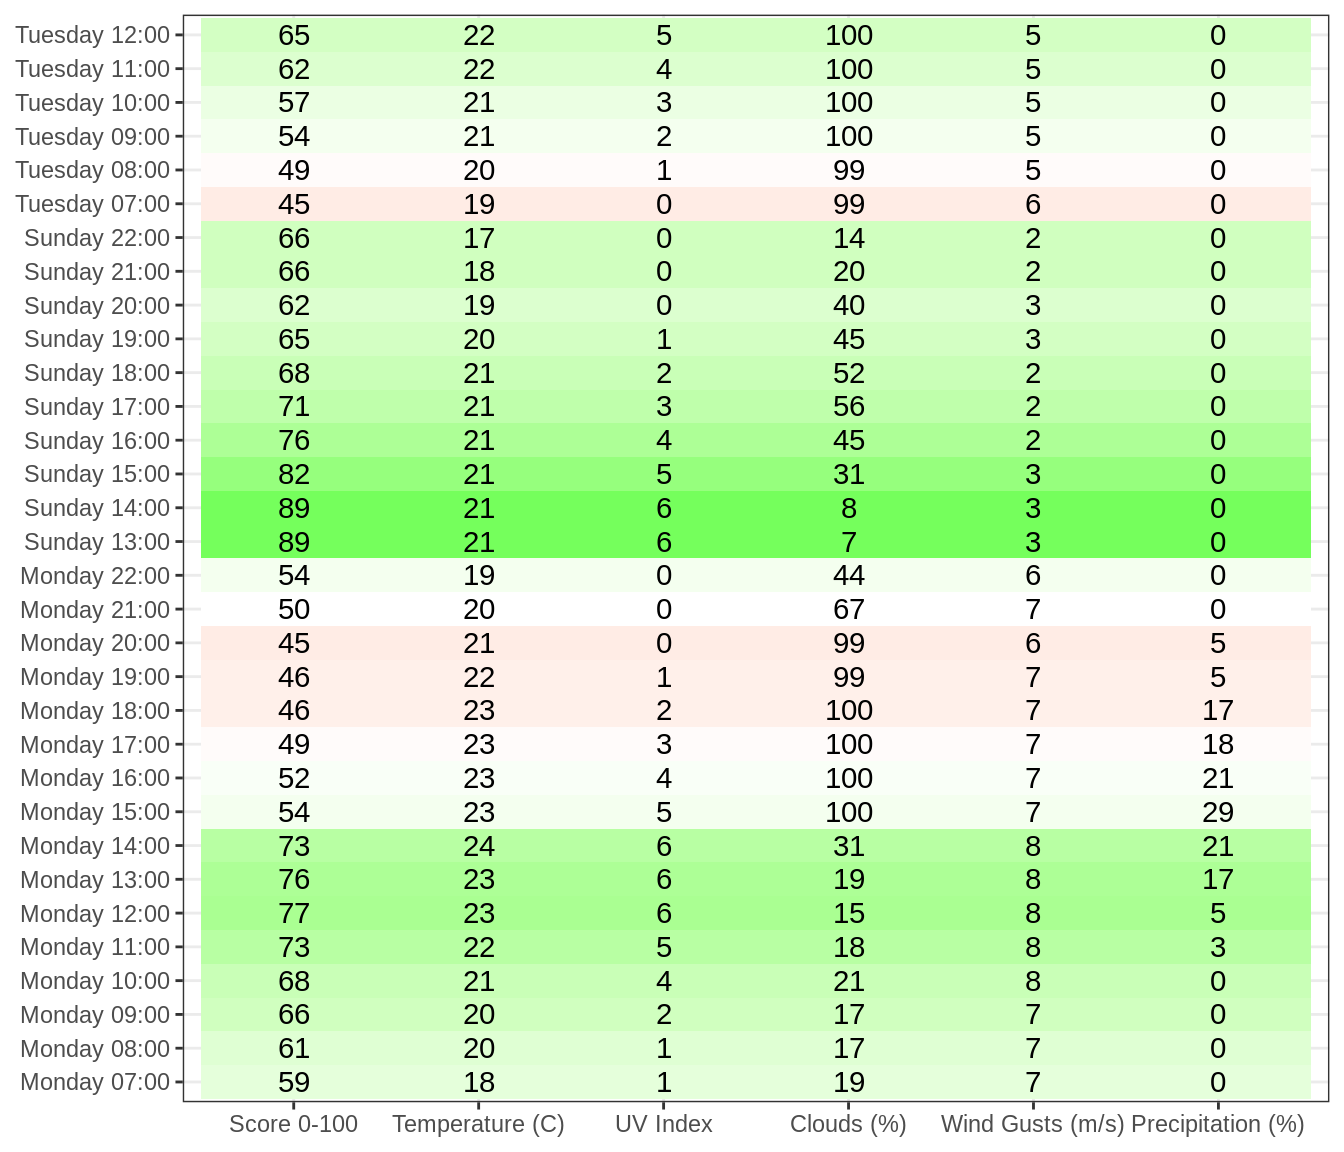 Tuesday 12:00 65 22 5 100 5 0
Tuesday 11:00 62 22 4 100 5 0
Tuesday 10:00 57 21 3 100 5 0
Tuesday 09:00 54 21 2 100 5 0
Tuesday 08:00 49 20 1 99 5 0
Tuesday 07:00 45 19 0 99 6 0
Sunday 22:00 66 17 0 14 2 0
Sunday 21:00 66 18 0 20 2 0
Sunday 20:00 62 19 0 40 3 0
Sunday 19:00 65 20 1 45 3 0
Sunday 18:00 68 21 2 52 2 0
Sunday 17:00 71 21 3 56 2 0
Sunday 16:00 76 21 4 45 2 0
Sunday 15:00 82 21 5 31 3 0
Sunday 14:00 89 21 6 8 3 0
Sunday 13:00 89 21 6 7 3 0
Monday 22:00 54 19 0 44 6 0
Monday 21:00 50 20 0 67 7 0
Monday 20:00 45 21 0 99 6 5
Monday 19:00 46 22 1 99 7 5
Monday 18:00 46 23 2 100 7 17
Monday 17:00 49 23 3 100 7 18
Monday 16:00 52 23 4 100 7 21
Monday 15:00 54 23 5 100 7 29
Monday 14:00 73 24 6 31 8 21
Monday 13:00 76 23 6 19 8 17
Monday 12:00 77 23 6 15 8 5
Monday 11:00 73 22 5 18 8 3
Monday 10:00 68 21 4 21 8 0
Monday 09:00 66 20 2 17 7 0
Monday 08:00 61 20 1 17 7 0
Monday 07:00 59 18 1 19 7 0
Score 0-100 Temperature (C) UV Index Clouds (%) Wind Gusts (m/s) Precipitation (%)